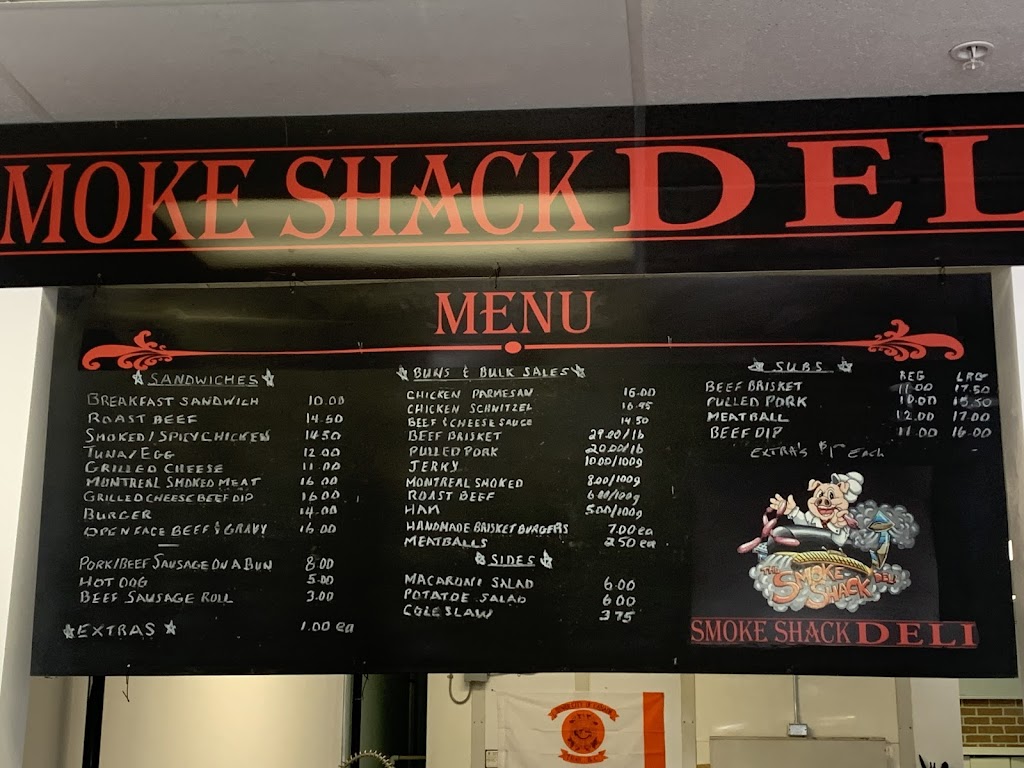 MOKE SHACK DEL
MENU
SANDWICHES
BREAKFAST SANDWICH 10.00
ROAST BEEF 14.50
SMOKED/SPICY CHICKEN 14.50
TUNA/EGG 12.00
GRILLED CHEESE 11.00
MUNTREAL SMOKED MEAT 16.00
GRILLED CHEESE BEEF DIP 16.00
BURGER 14.00
OPEN FACE BEEF & GRAVY 16.00
PORK/BEEF SAUSAGE ON A BUN 8.00
HOT DOG 5.00
BEEF SAUSAGE ROLL 3.00
EXTRAS 1.00 ea
BUNS & BULK SALES
CHICKEN PARMESAN 16.00
CHICKEN SCHNITZEL 16.95
BEEF & CHEESE SAUCE 14.50
BEEF BRISKET 29.00/lb
PULLED PORK 20.00/lb
JERKY 10.00/100g
MONTREAL SMOKED 8.00/100g
ROAST BEEF 6.00/100g
HAM 5.00/100g
HANDMADE BRISKET BURGERS 7.00 ea
MEATBALLS 2.50 ea
SIDES
MACARONI SALAD 6.00
POTATOE SALAD 6.00
COLESLAW 3.75
SUBS
REG LRG
BEEF BRISKET 11.00 17.50
PULLED PORK 10.00 15.50
MEATBALL 12.00 17.00
BEEF DIP 11.00 16.00
EXTRA'S $1 EACH
THE SMOKE SHACK DELI
SMOKE SHACK DELI